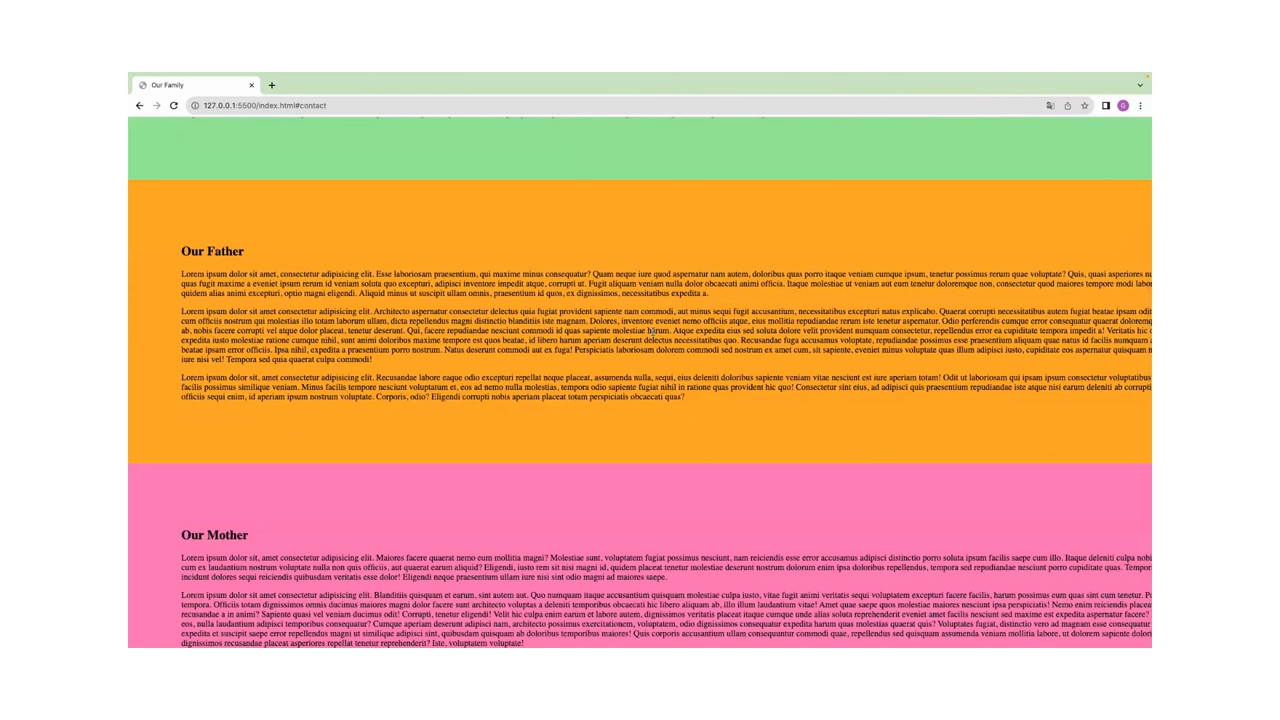 Our Family
127.0.0.1:5500/index.html#contact
G
Our Father
Lorem ipsum dolor sit amet, consectetur adipisicing elit. Esse laboriosam praesentium, qui maxime minus consequatur? Quam neque iure quod aspernatur nam autem, doloribus quas porro itaque veniam cumque ipsum, tenetur possimus rerum quae voluptate? Quis, quasi asperiores
quas fugit maxime a eveniet ipsum rerum id veniam soluta quo excepturi, adipisci inventore impedit atque, corrupti ut. Fugit aliquam veniam nulla dolor obcaecati animi officia. Itaque molestiae ut veniam aut eum tenetur doloremque non, consectetur quod maiores tempore modi
quidem alias animi excepturi, optio magni eligendi. Aliquid minus ut suscipit ullam omnis, praesentium id quos, ex dignissimos, necessitatibus expedita a.
Lorem ipsum dolor sit amet, consectetur adipisicing elit. Architecto aspernatur consectetur delectus quia fugiat provident sapiente nam commodi, aut minus sequi fugit accusantium, necessitatibus excepturi natus explicabo. Quaerat corrupti necessitatibus autem fugiat beatae ipsam
cum officiis nostrum qui molestias illo totam laborum ullam, dicta repellendus magni distinctio blanditiis iste magnam. Dolores, inventore eveniet nemo officiis atque, eius mollitia repudiandae rerum iste tenetur aspernatur. Odio perferendis cumque error consequatur quaerat
ab, nobis facere corrupti vel atque dolor placeat, tenetur deserunt. Qui, facere repudiandae nesciunt commodi id quas sapiente molestiae harum. Atque expedita eius sed soluta dolore velit provident numquam consectetur dignissimos, repellendus error ea cupiditate tempora impedit a! Veritatis
expedita molestiae ratione cumque nihil, sunt animi doloribus maxime tempore eius quos beatae, id libero harum aperiam deserunt delectus necessitatibus quo. Recusandae fuga accusamus voluptate, repudiandae possimus esse praesentium aliquam quae natus id facilis numquam
beatae ipsam error officiis. Ipsa nihil, expedita a praesentium porro nostrum. Natus deserunt commodi aut ex fuga! Perspiciatis laboriosam dolorem commodi sed nostrum ex amet cum, sit sapiente, eveniet minus veniam voluptate quas illum adipisci iusto, cupiditate eos aspernatur quisquam
iure nisi vel! Tempora sed quia quaerat culpa commodi!
Lorem ipsum dolor sit amet, consectetur adipisicing elit. Recusandae labore eaque odio excepturi repellat neque placeat, assumenda nulla, sequi, eius deleniti doloribus sapiente veniam vitae nesciunt est iure aperiam totam! Odit ut laboriosam qui ipsam ipsum consectetur
facilis possimus similique veniam. Minus facilis tempore nesciunt voluptatum et, eos ad nemo nulla molestias, tempora odio sapiente fugiat nihil in ratione quas provident hic quo! Consectetur sint eius, ad adipisci quis praesentium repudiandae iste atque nisi earum deleniti ab
officiis sequi enim, id aperiam ipsum nostrum voluptate. Corporis, odio? Eligendi corrupti nobis aperiam placeat totam perspiciatis obcaecati quas?
Our Mother
Lorem ipsum dolor sit, amet consectetur adipisicing elit. Maiores facere quaerat nemo eum mollitia magni? Molestiae sunt, voluptatem fugiat possimus nesciunt, nam reiciendis esse error accusamus adipisci distinctio porro soluta ipsum facilis saepe cum illo. Itaque deleniti culpa
cum ex laudantium nostrum voluptate nulla non quis officiis, aut quaerat earum aliquid? Eligendi, iusto rem sit nisi magni id, quidem placeat tenetur molestiae deserunt nostrum dolorum enim ipsa doloribus repellendus, tempora dignissimos reiciendis voluptate vero porro cupiditate eos.
incidunt dolores sequi reiciendis quibusdam veritatis esse dolor! Eligendi neque praesentium ullam iure nisi sint odio magni ad maiores saepe.
Lorem ipsum dolor sit, amet consectetur adipisicing elit. Blanditiis quisquam et earum, sint autem aut. Quo numquam itaque accusantium quisquam molestiae culpa iusto, vitae fugit animi veritatis sequi voluptatem excepturi facere facilis, harum possimus enim sint cum tenetur.
tempora. Officiis totam dignissimos omnis ducimus maiores magni dolor facere sunt architecto voluptas a deleniti temporibus obcaecati hic libero aliquam ab, illo illum laudantium vitae! Amet quae saepe quos molestiae maiores nesciunt ipsa perspiciatis! Nemo enim reiciendis
recusandae a in animi? Sapiente quasi vel veniam ducimus odit! Corrupti, eligendi! Velit hic culpa enim earum et labore autem, dolorem placeat itaque cumque unde architecto possimus reprehenderit eveniet fugiat, assumenda eius praesentium nobis. Itaque nisi expedita
eos, nulla laudantium adipisci temporibus consequatur? Cumque aperiam deserunt adipisci nam, architecto possimus exercitationem, voluptatem, odio dignissimos consequatur expedita harum quas molestias quaerat quis? Voluptates fugiat, distinctio vero ad magnam esse
expedita et suscipit saepe error repellendus magni ut similique adipisci sint, quibusdam quisquam ab doloribus temporibus maiores! Quis corporis accusantium ullam consequuntur commodi quae, repellendus sed quisquam assumenda veniam mollitia labore, ut dolorem
dignissimos recusandae placeat asperiores repellat tenetur reprehenderit? Iste, voluptatem voluptate!